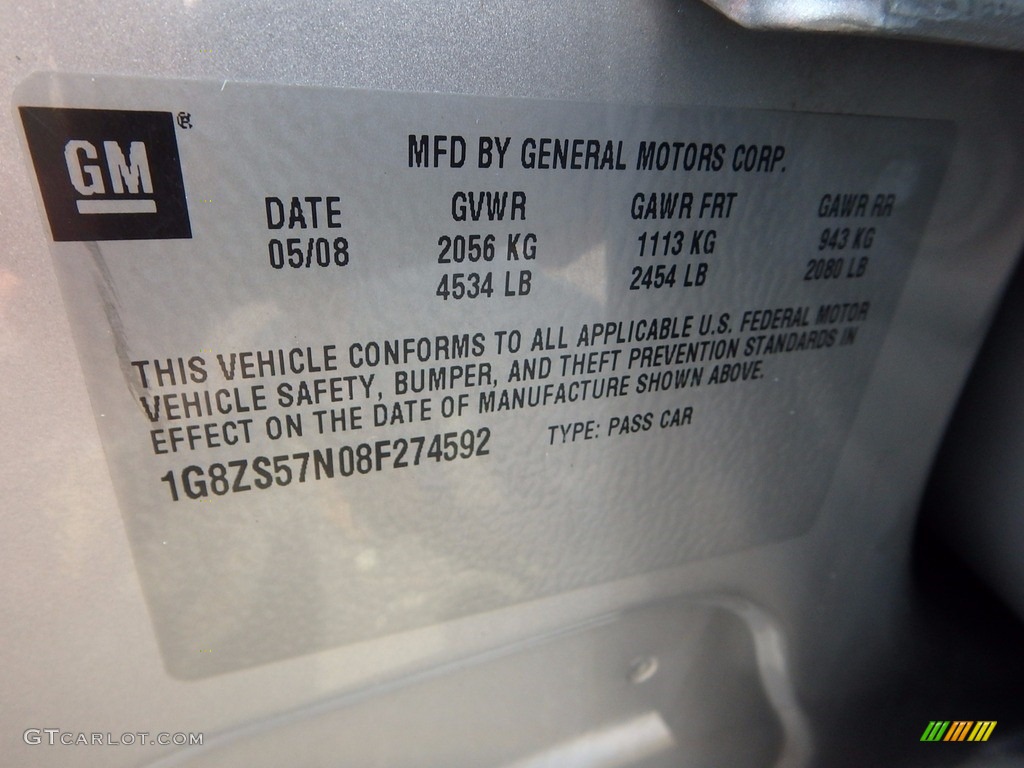 GM ®
MFD BY GENERAL MOTORS CORP.
DATE GVWR GAWR FRT GAWR RR
05/08 2056 KG 1113 KG 943 KG
4534 LB 2454 LB 2080 LB
THIS VEHICLE CONFORMS TO ALL APPLICABLE U.S. FEDERAL MOTOR
VEHICLE SAFETY, BUMPER, AND THEFT PREVENTION STANDARDS IN
EFFECT ON THE DATE OF MANUFACTURE SHOWN ABOVE.
1G8ZS57N08F274592 TYPE: PASS CAR
GTCARLOT.COM